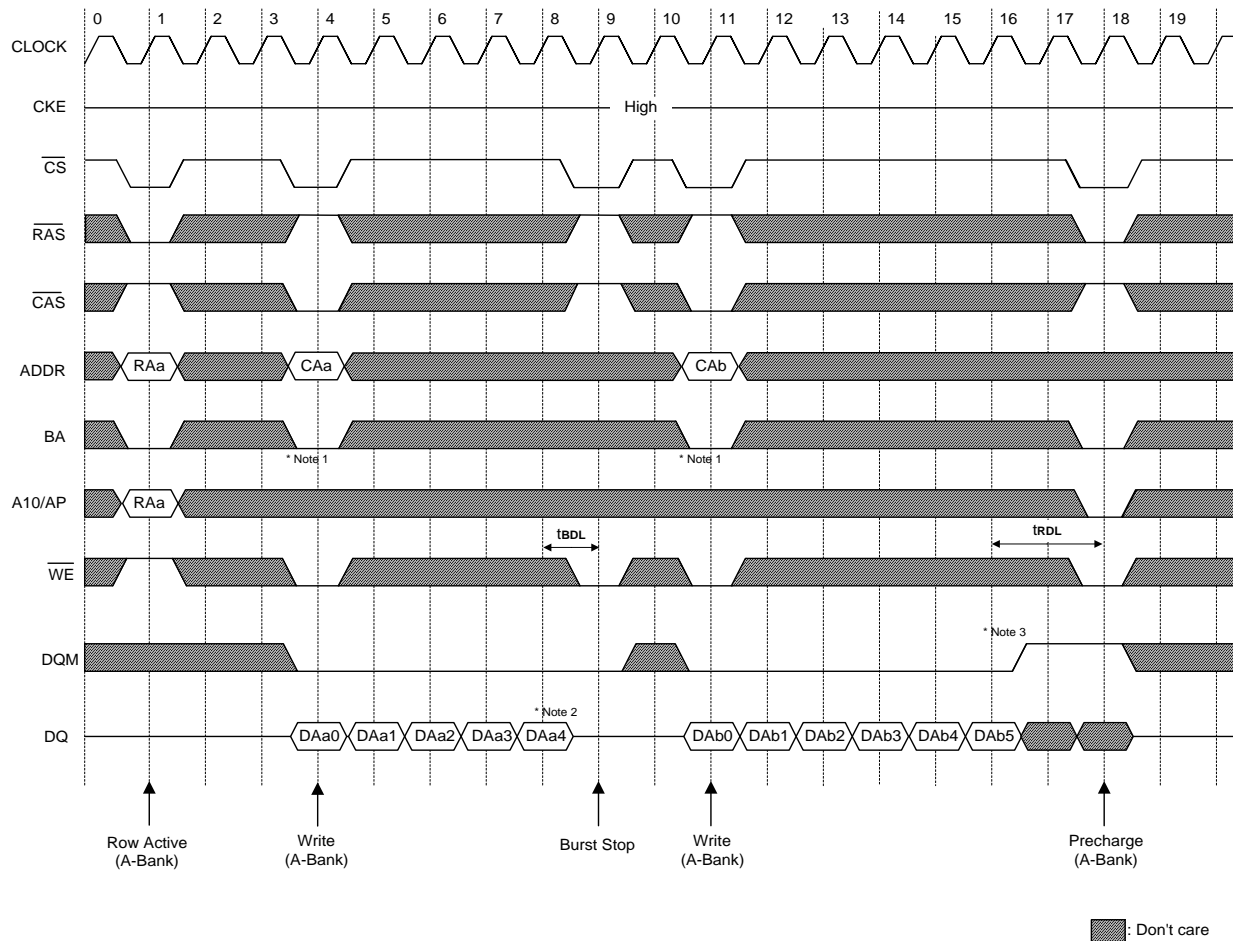 0 1 2 3 4 5 6 7 8 9 10 11 12 13 14 15 16 17 18 19
CLOCK
CKE High
CS
RAS
CAS
ADDR RAa CAa CAb
BA
* Note 1 * Note 1
A10/AP RAa
tBDL tRDL
WE
* Note 3
DQM
* Note 2
DQ DAa0 DAa1 DAa2 DAa3 DAa4 DAb0 DAb1 DAb2 DAb3 DAb4 DAb5
Row Active Write Burst Stop Write Precharge
(A-Bank) (A-Bank) (A-Bank) (A-Bank)
: Don't care